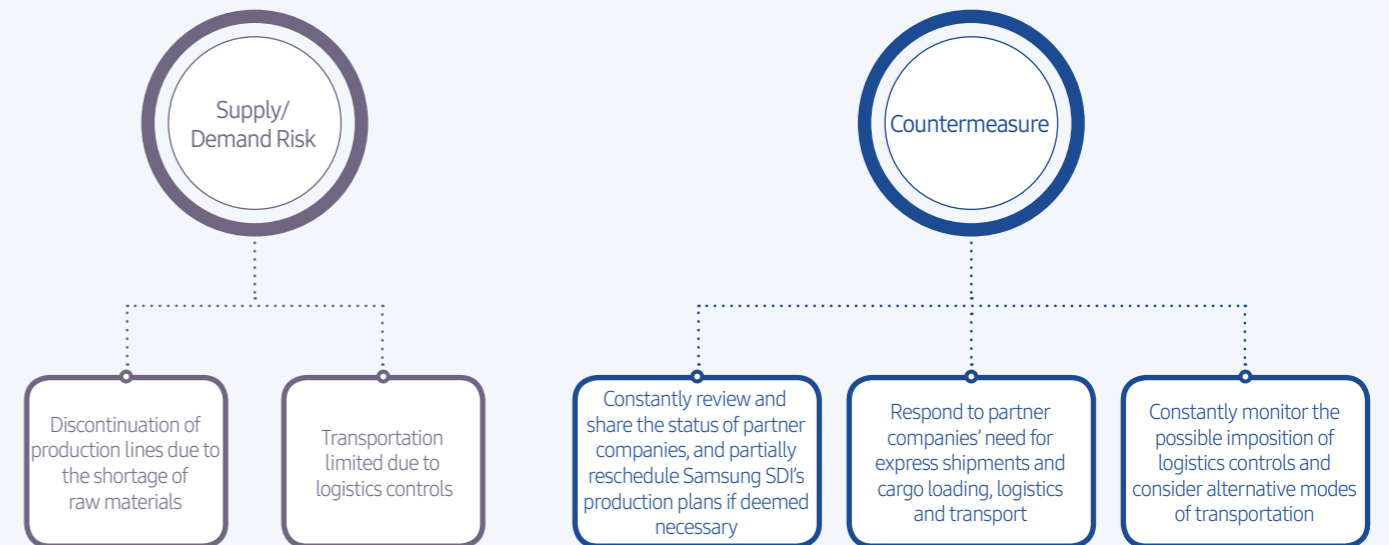 Supply/
Demand Risk
Countermeasure
Discontinuation of
production lines due to
the shortage of
raw materials
Transportation
limited due to
logistics controls
Constantly review and
share the status of partner
companies, and partially
reschedule Samsung SDI's
production plans if deemed
necessary
Respond to partner
companies' need for
express shipments and
cargo loading, logistics
and transport
Constantly monitor the
possible imposition of
logistics controls and
consider alternative modes
of transportation